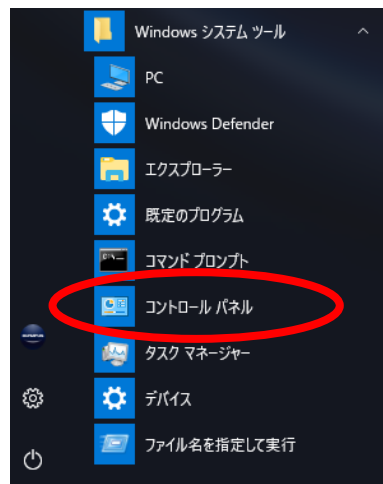 Windows システム ツール
PC
Windows Defender
エクスプローラー
既定のプログラム
コマンド プロンプト
コントロール パネル
タスク マネージャー
デバイス
ファイル名を指定して実行